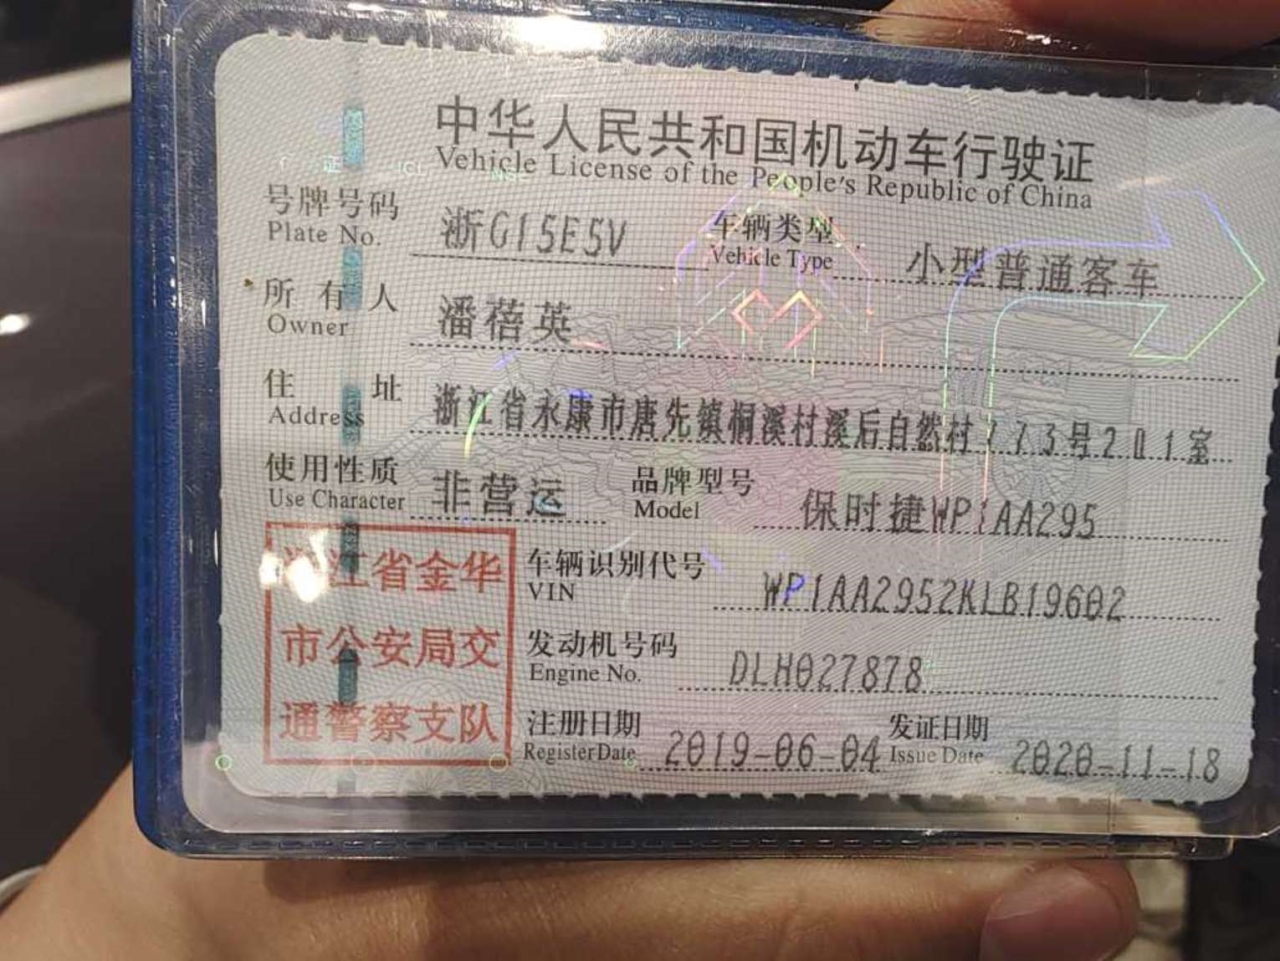 中华人民共和国机动车行驶证
Vehicle License of the People's Republic of China
号牌号码 浙G15E5V 车辆类型 小型普通客车
Plate No. Vehicle Type
所有人 潘蓓英
Owner
住址 浙江省永康市唐先镇桐溪村溪后自然村773号201室
Address
使用性质 非营运 品牌型号 保时捷WP1AA295
Use Character Model
浙江省金华
市公安局交
通警察支队
车辆识别代号 WP1AA2952KLB19602
VIN
发动机号码 DLH027878
Engine No.
注册日期 2019-06-04 发证日期 2020-11-18
Register Date Issue Date